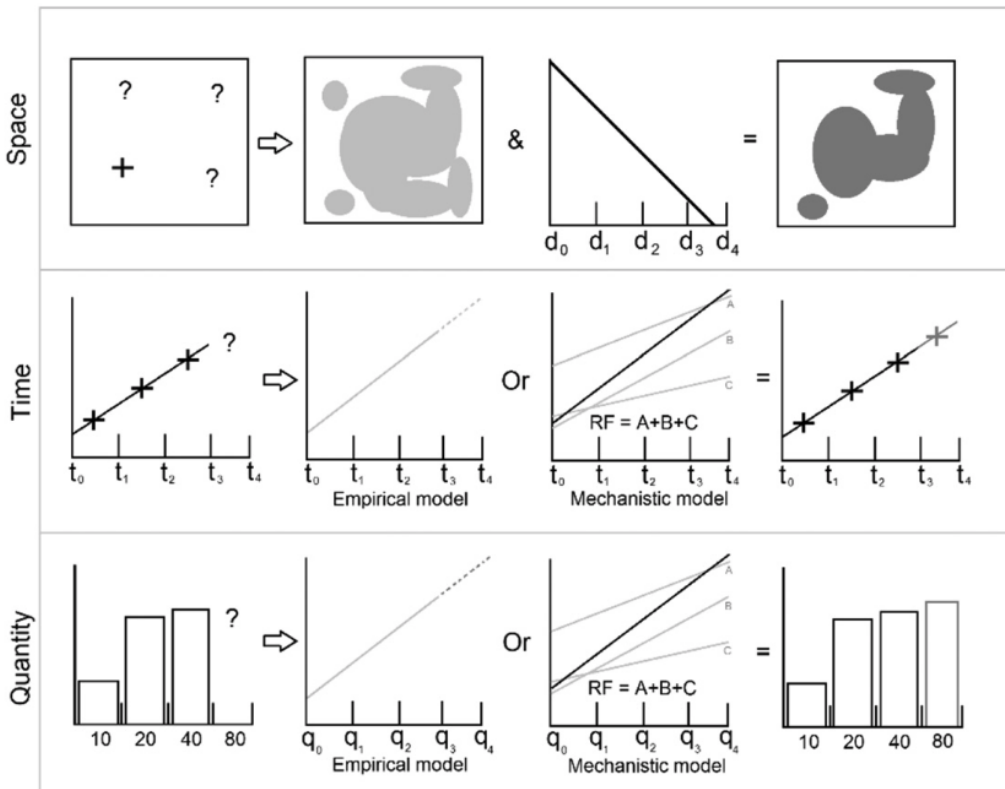 Space
? ?
?
&
=
d0 d1 d2 d3 d4
Time
?
Or
=
A
B
C
RF = A+B+C
t0 t1 t2 t3 t4
t0 t1 t2 t3 t4
t0 t1 t2 t3 t4
t0 t1 t2 t3 t4
Empirical model
Mechanistic model
Quantity
?
Or
=
A
B
C
RF = A+B+C
10 20 40 80
q0 q1 q2 q3 q4
q0 q1 q2 q3 q4
10 20 40 80
Empirical model
Mechanistic model